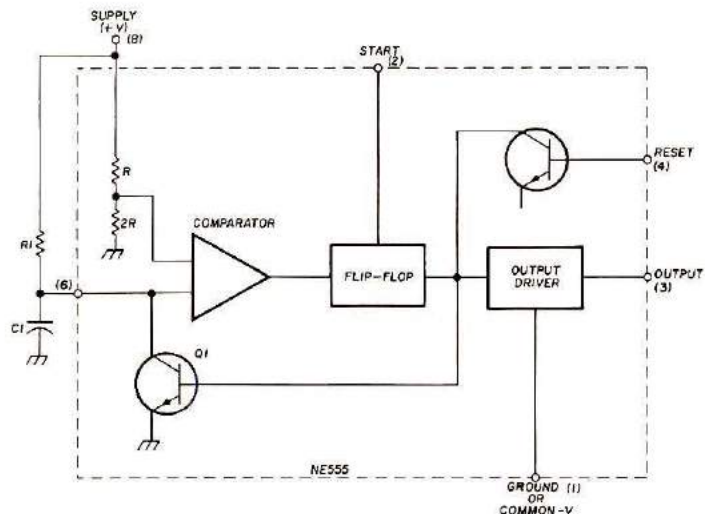 SUPPLY
(+V)
(8)
START
(2)
RESET
(4)
R
2R
COMPARATOR
R1
(6)
FLIP-FLOP
OUTPUT
DRIVER
OUTPUT
(3)
C1
Q1
NE555
GROUND (1)
OR
COMMON -V